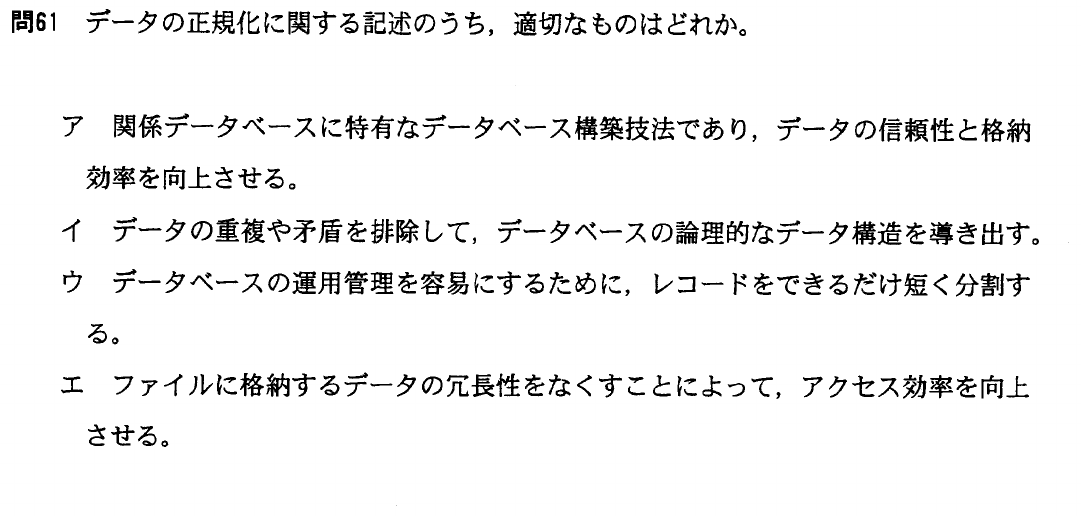 問61　データの正規化に関する記述のうち，適切なものはどれか。
ア　関係データベースに特有なデータベース構築技法であり，データの信頼性と格納
効率を向上させる。
イ　データの重複や矛盾を排除して，データベースの論理的なデータ構造を導き出す。
ウ　データベースの運用管理を容易にするために，レコードをできるだけ短く分割す
る。
エ　ファイルに格納するデータの冗長性をなくすことによって，アクセス効率を向上
させる。